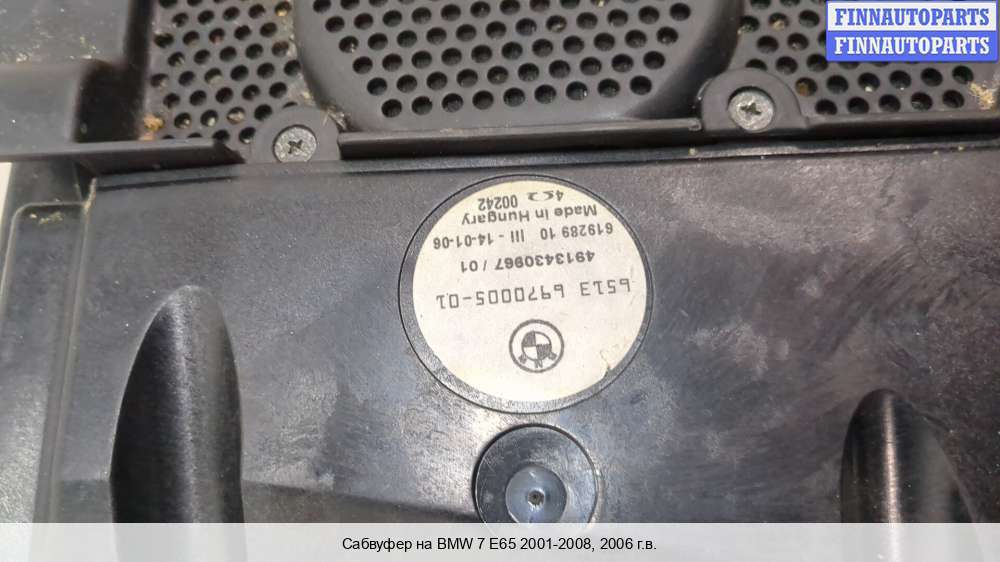 FINNAUTOPARTS
FINNAUTOPARTS
6513 6970005-01
4913430967 / 01
619289 10 III - 14-01-06
Made In Hungary
4Ω 00242
Сабвуфер на BMW 7 E65 2001-2008, 2006 г.в.